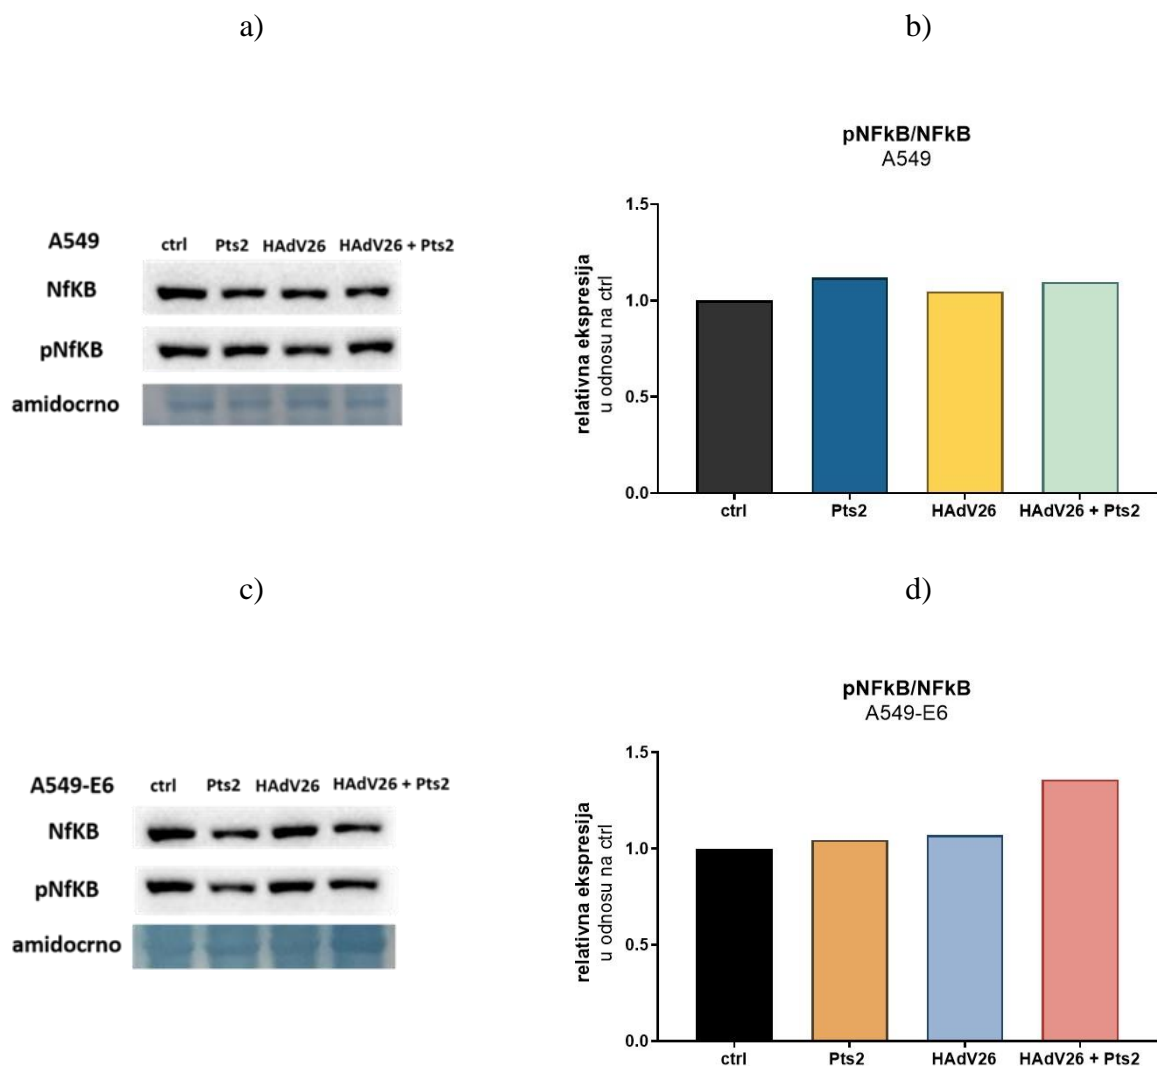 a)
A549
ctrl Pts2 HAdV26 HAdV26 + Pts2
NfKB
pNfKB
amidocrno
b)
pNFkB/NFkB
A549
relativna ekspresija
u odnosu na ctrl
1.5
1.0
0.5
0.0
ctrl Pts2 HAdV26 HAdV26 + Pts2
c)
A549-E6
ctrl Pts2 HAdV26 HAdV26 + Pts2
NfKB
pNfKB
amidocrno
d)
pNFkB/NFkB
A549-E6
relativna ekspresija
u odnosu na ctrl
1.5
1.0
0.5
0.0
ctrl Pts2 HAdV26 HAdV26 + Pts2